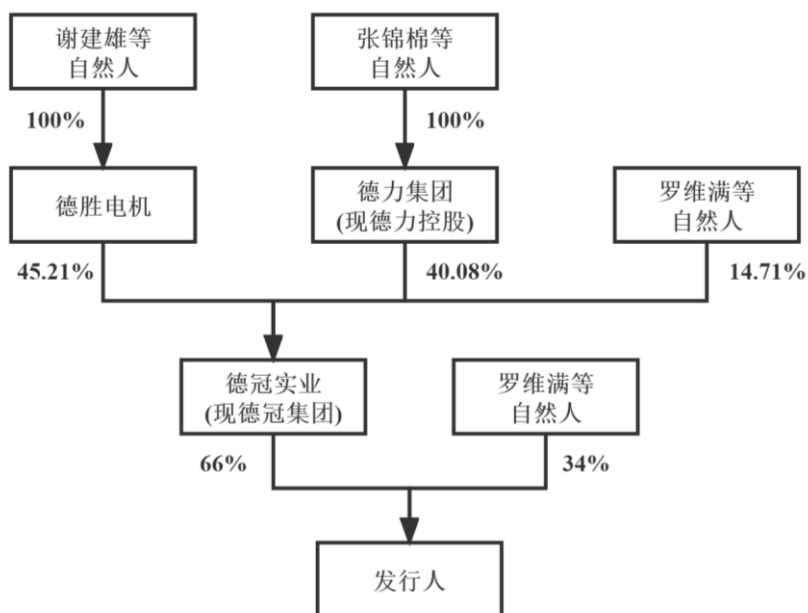 谢建雄等
自然人
张锦棉等
自然人
100%
100%
德胜电机
德力集团
(现德力控股)
罗维满等
自然人
45.21%
40.08%
14.71%
德冠实业
(现德冠集团)
罗维满等
自然人
66%
34%
发行人